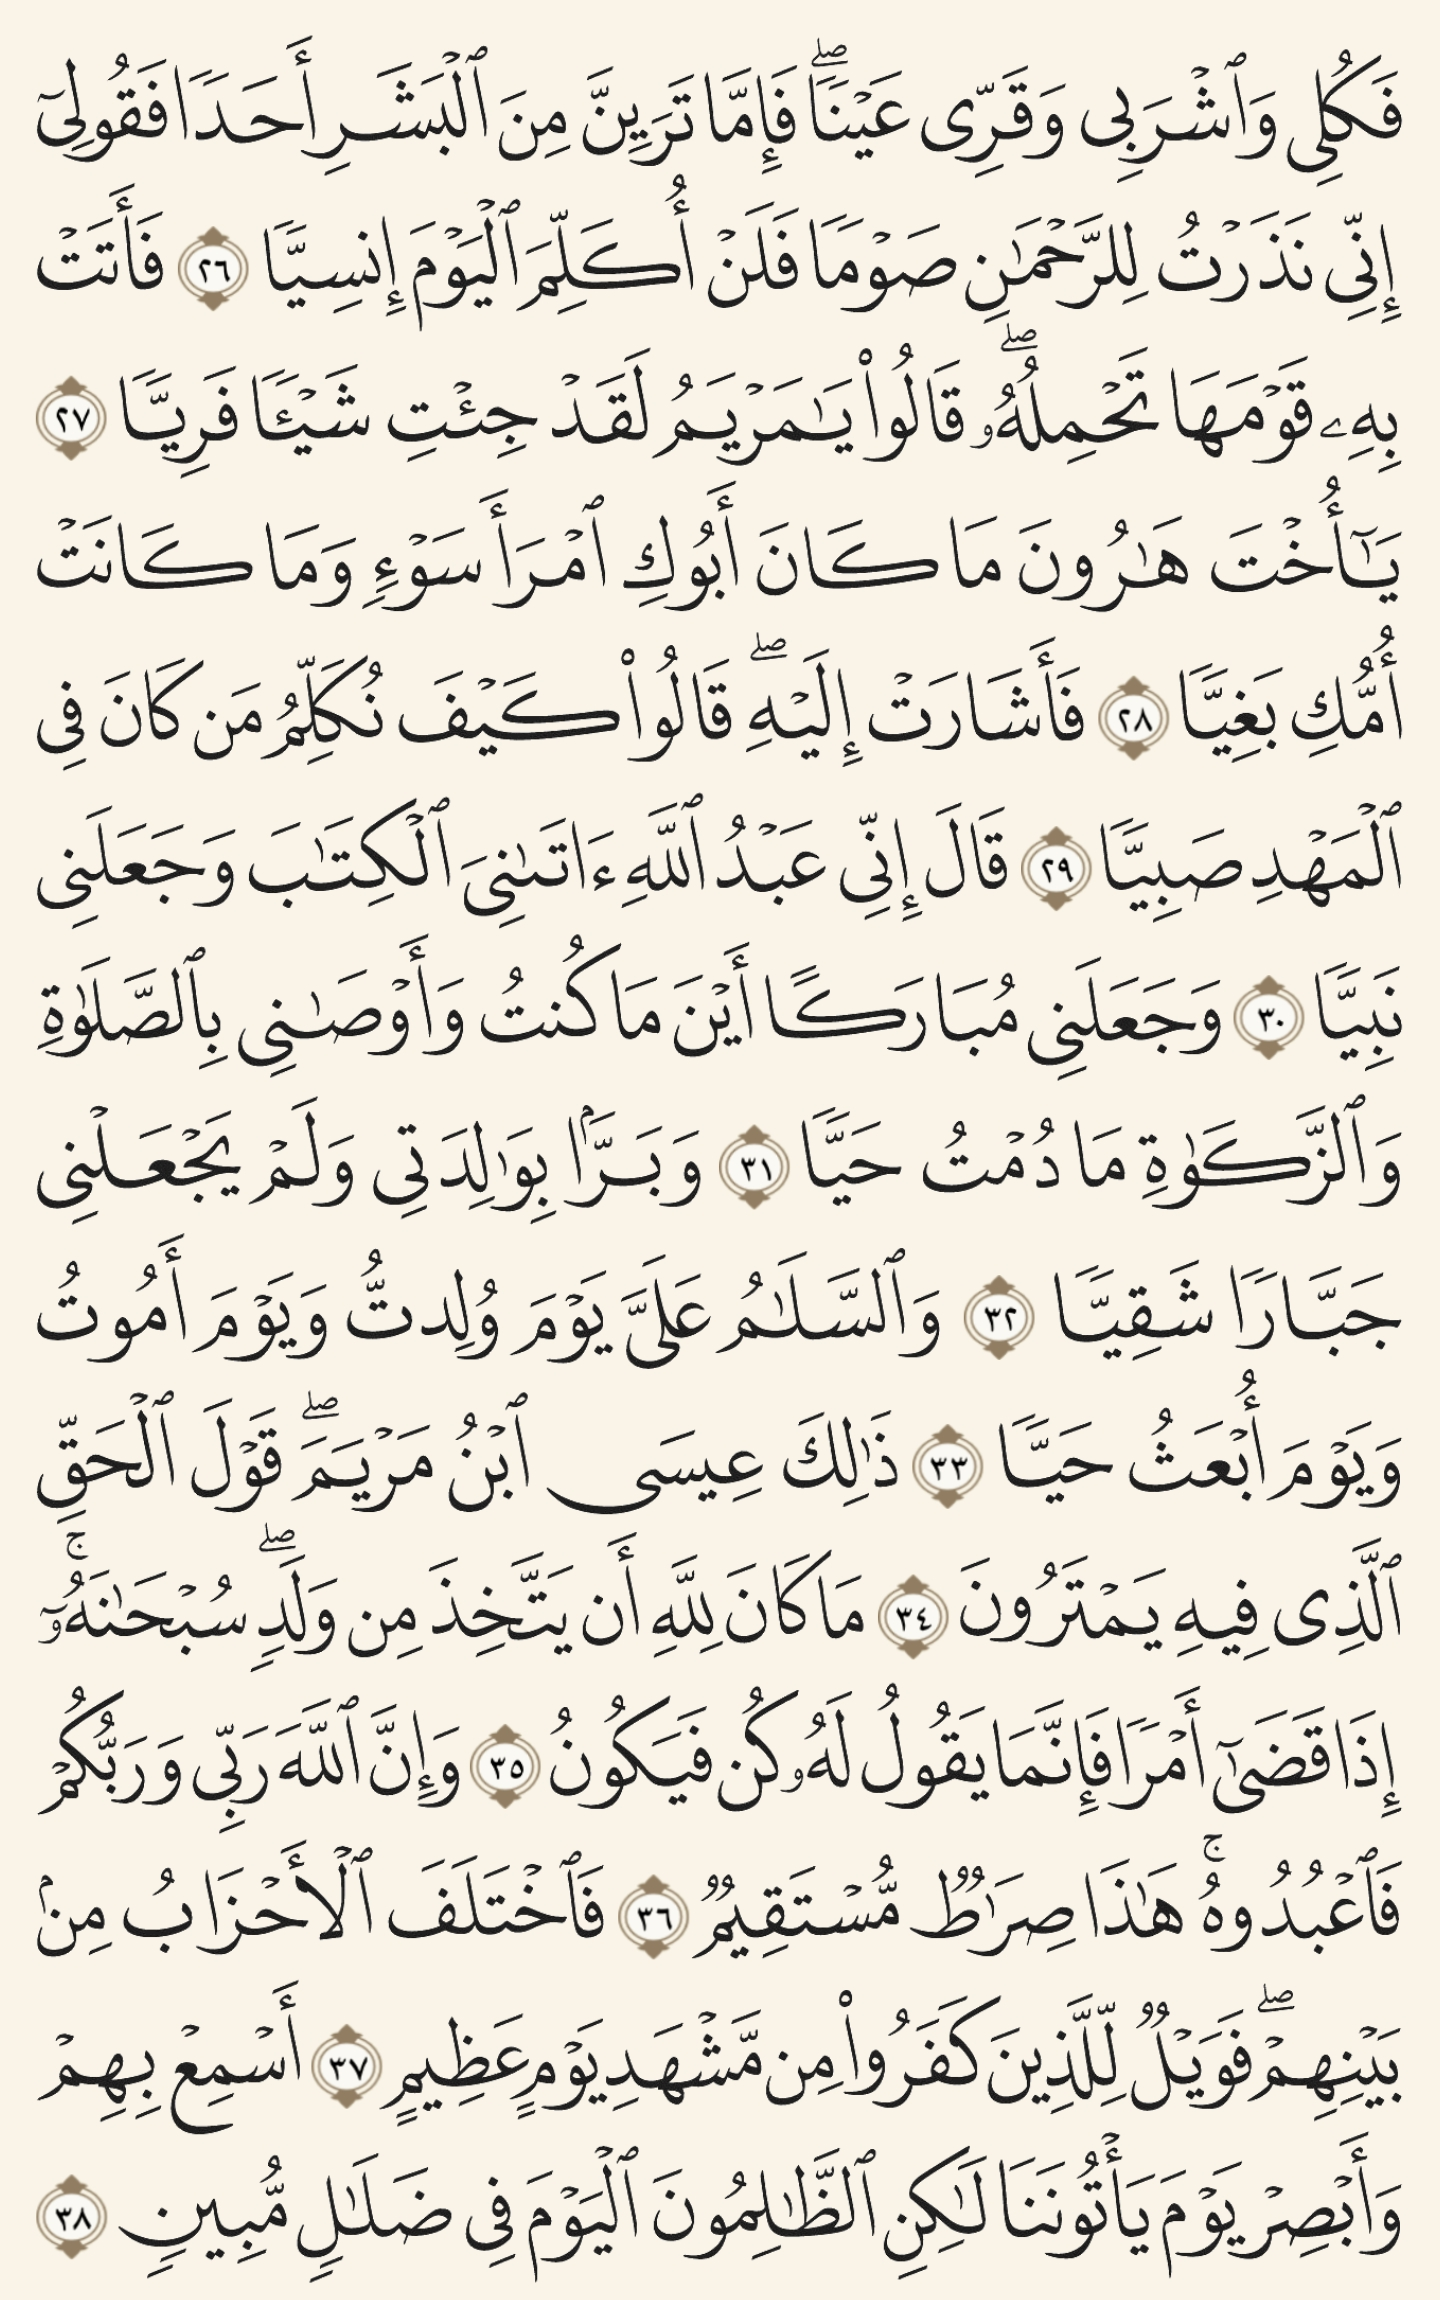 فَكُلِى وَٱشْرَبِى وَقَرِّى عَيْنًاۖ فَإِمَّا تَرَيِنَّ مِنَ ٱلْبَشَرِ أَحَدًا فَقُولِىٓ
إِنِّى نَذَرْتُ لِلرَّحْمَٰنِ صَوْمًا فَلَنْ أُكَلِّمَ ٱلْيَوْمَ إِنسِيًّا ٢٦ فَأَتَتْ
بِهِۦ قَوْمَهَا تَحْمِلُهُۥۖ قَالُوا۟ يَٰمَرْيَمُ لَقَدْ جِئْتِ شَيْـًٔا فَرِيًّا ٢٧
يَٰٓأُخْتَ هَٰرُونَ مَا كَانَ أَبُوكِ ٱمْرَأَ سَوْءٍ وَمَا كَانَتْ
أُمُّكِ بَغِيًّا ٢٨ فَأَشَارَتْ إِلَيْهِۖ قَالُوا۟ كَيْفَ نُكَلِّمُ مَن كَانَ فِى
ٱلْمَهْدِ صَبِيًّا ٢٩ قَالَ إِنِّى عَبْدُ ٱللَّهِ ءَاتَىٰنِىَ ٱلْكِتَٰبَ وَجَعَلَنِى
نَبِيًّا ٣٠ وَجَعَلَنِى مُبَارَكًا أَيْنَ مَا كُنتُ وَأَوْصَٰنِى بِٱلصَّلَوٰةِ
وَٱلزَّكَوٰةِ مَا دُمْتُ حَيًّا ٣١ وَبَرًّۢا بِوَٰلِدَتِى وَلَمْ يَجْعَلْنِى
جَبَّارًا شَقِيًّا ٣٢ وَٱلسَّلَٰمُ عَلَىَّ يَوْمَ وُلِدتُّ وَيَوْمَ أَمُوتُ
وَيَوْمَ أُبْعَثُ حَيًّا ٣٣ ذَٰلِكَ عِيسَى ٱبْنُ مَرْيَمَۖ قَوْلَ ٱلْحَقِّ
ٱلَّذِى فِيهِ يَمْتَرُونَ ٣٤ مَا كَانَ لِلَّهِ أَن يَتَّخِذَ مِن وَلَدٍۖ سُبْحَٰنَهُۥٓۚ
إِذَا قَضَىٰٓ أَمْرًا فَإِنَّمَا يَقُولُ لَهُۥ كُن فَيَكُونُ ٣٥ وَإِنَّ ٱللَّهَ رَبِّى وَرَبُّكُمْ
فَٱعْبُدُوهُۚ هَٰذَا صِرَٰطٌ مُّسْتَقِيمٌ ٣٦ فَٱخْتَلَفَ ٱلْأَحْزَابُ مِنۢ
بَيْنِهِمْۖ فَوَيْلٌ لِّلَّذِينَ كَفَرُوا۟ مِن مَّشْهَدِ يَوْمٍ عَظِيمٍ ٣٧ أَسْمِعْ بِهِمْ
وَأَبْصِرْ يَوْمَ يَأْتُونَنَا لَٰكِنِ ٱلظَّٰلِمُونَ ٱلْيَوْمَ فِى ضَلَٰلٍ مُّبِينٍ ٣٨